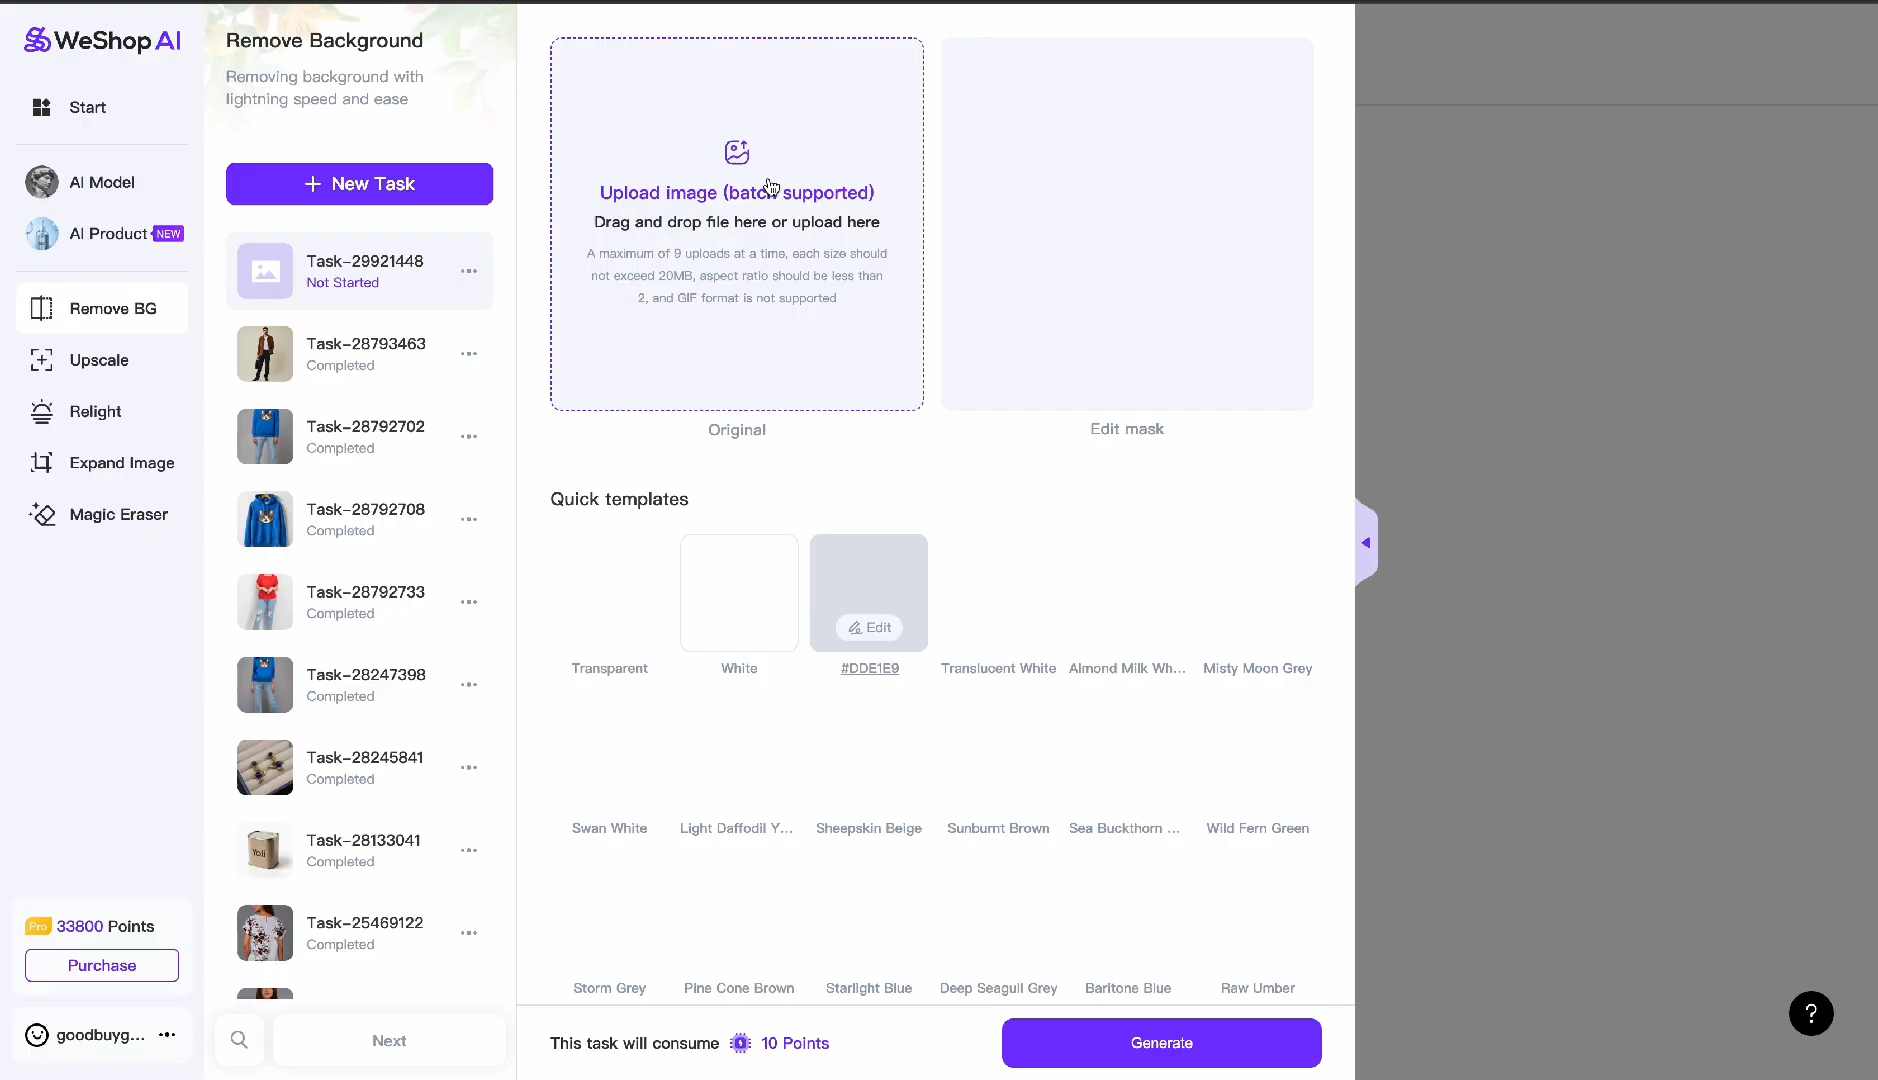 WeShop AI
Start
AI Model
AI Product NEW
Remove BG
Upscale
Relight
Expand Image
Magic Eraser
Pro 33800 Points
Purchase
goodbuyg...
Remove Background
Removing background with
lightning speed and ease
+ New Task
Task-29921448
Not Started
Task-28793463
Completed
Task-28792702
Completed
Task-28792708
Completed
Task-28792733
Completed
Task-28247398
Completed
Task-28245841
Completed
Yoli
Task-28133041
Completed
Task-25469122
Completed
Next
Upload image (batch supported)
Drag and drop file here or upload here
A maximum of 9 uploads at a time, each size should
not exceed 20MB, aspect ratio should be less than
2, and GIF format is not supported
Original
Edit mask
Quick templates
Edit
Transparent
White
#DDE1E9
Translucent White
Almond Milk Wh...
Misty Moon Grey
Swan White
Light Daffodil Y...
Sheepskin Beige
Sunburnt Brown
Sea Buckthorn ...
Wild Fern Green
Storm Grey
Pine Cone Brown
Starlight Blue
Deep Seagull Grey
Baritone Blue
Raw Umber
This task will consume 10 Points
Generate
?